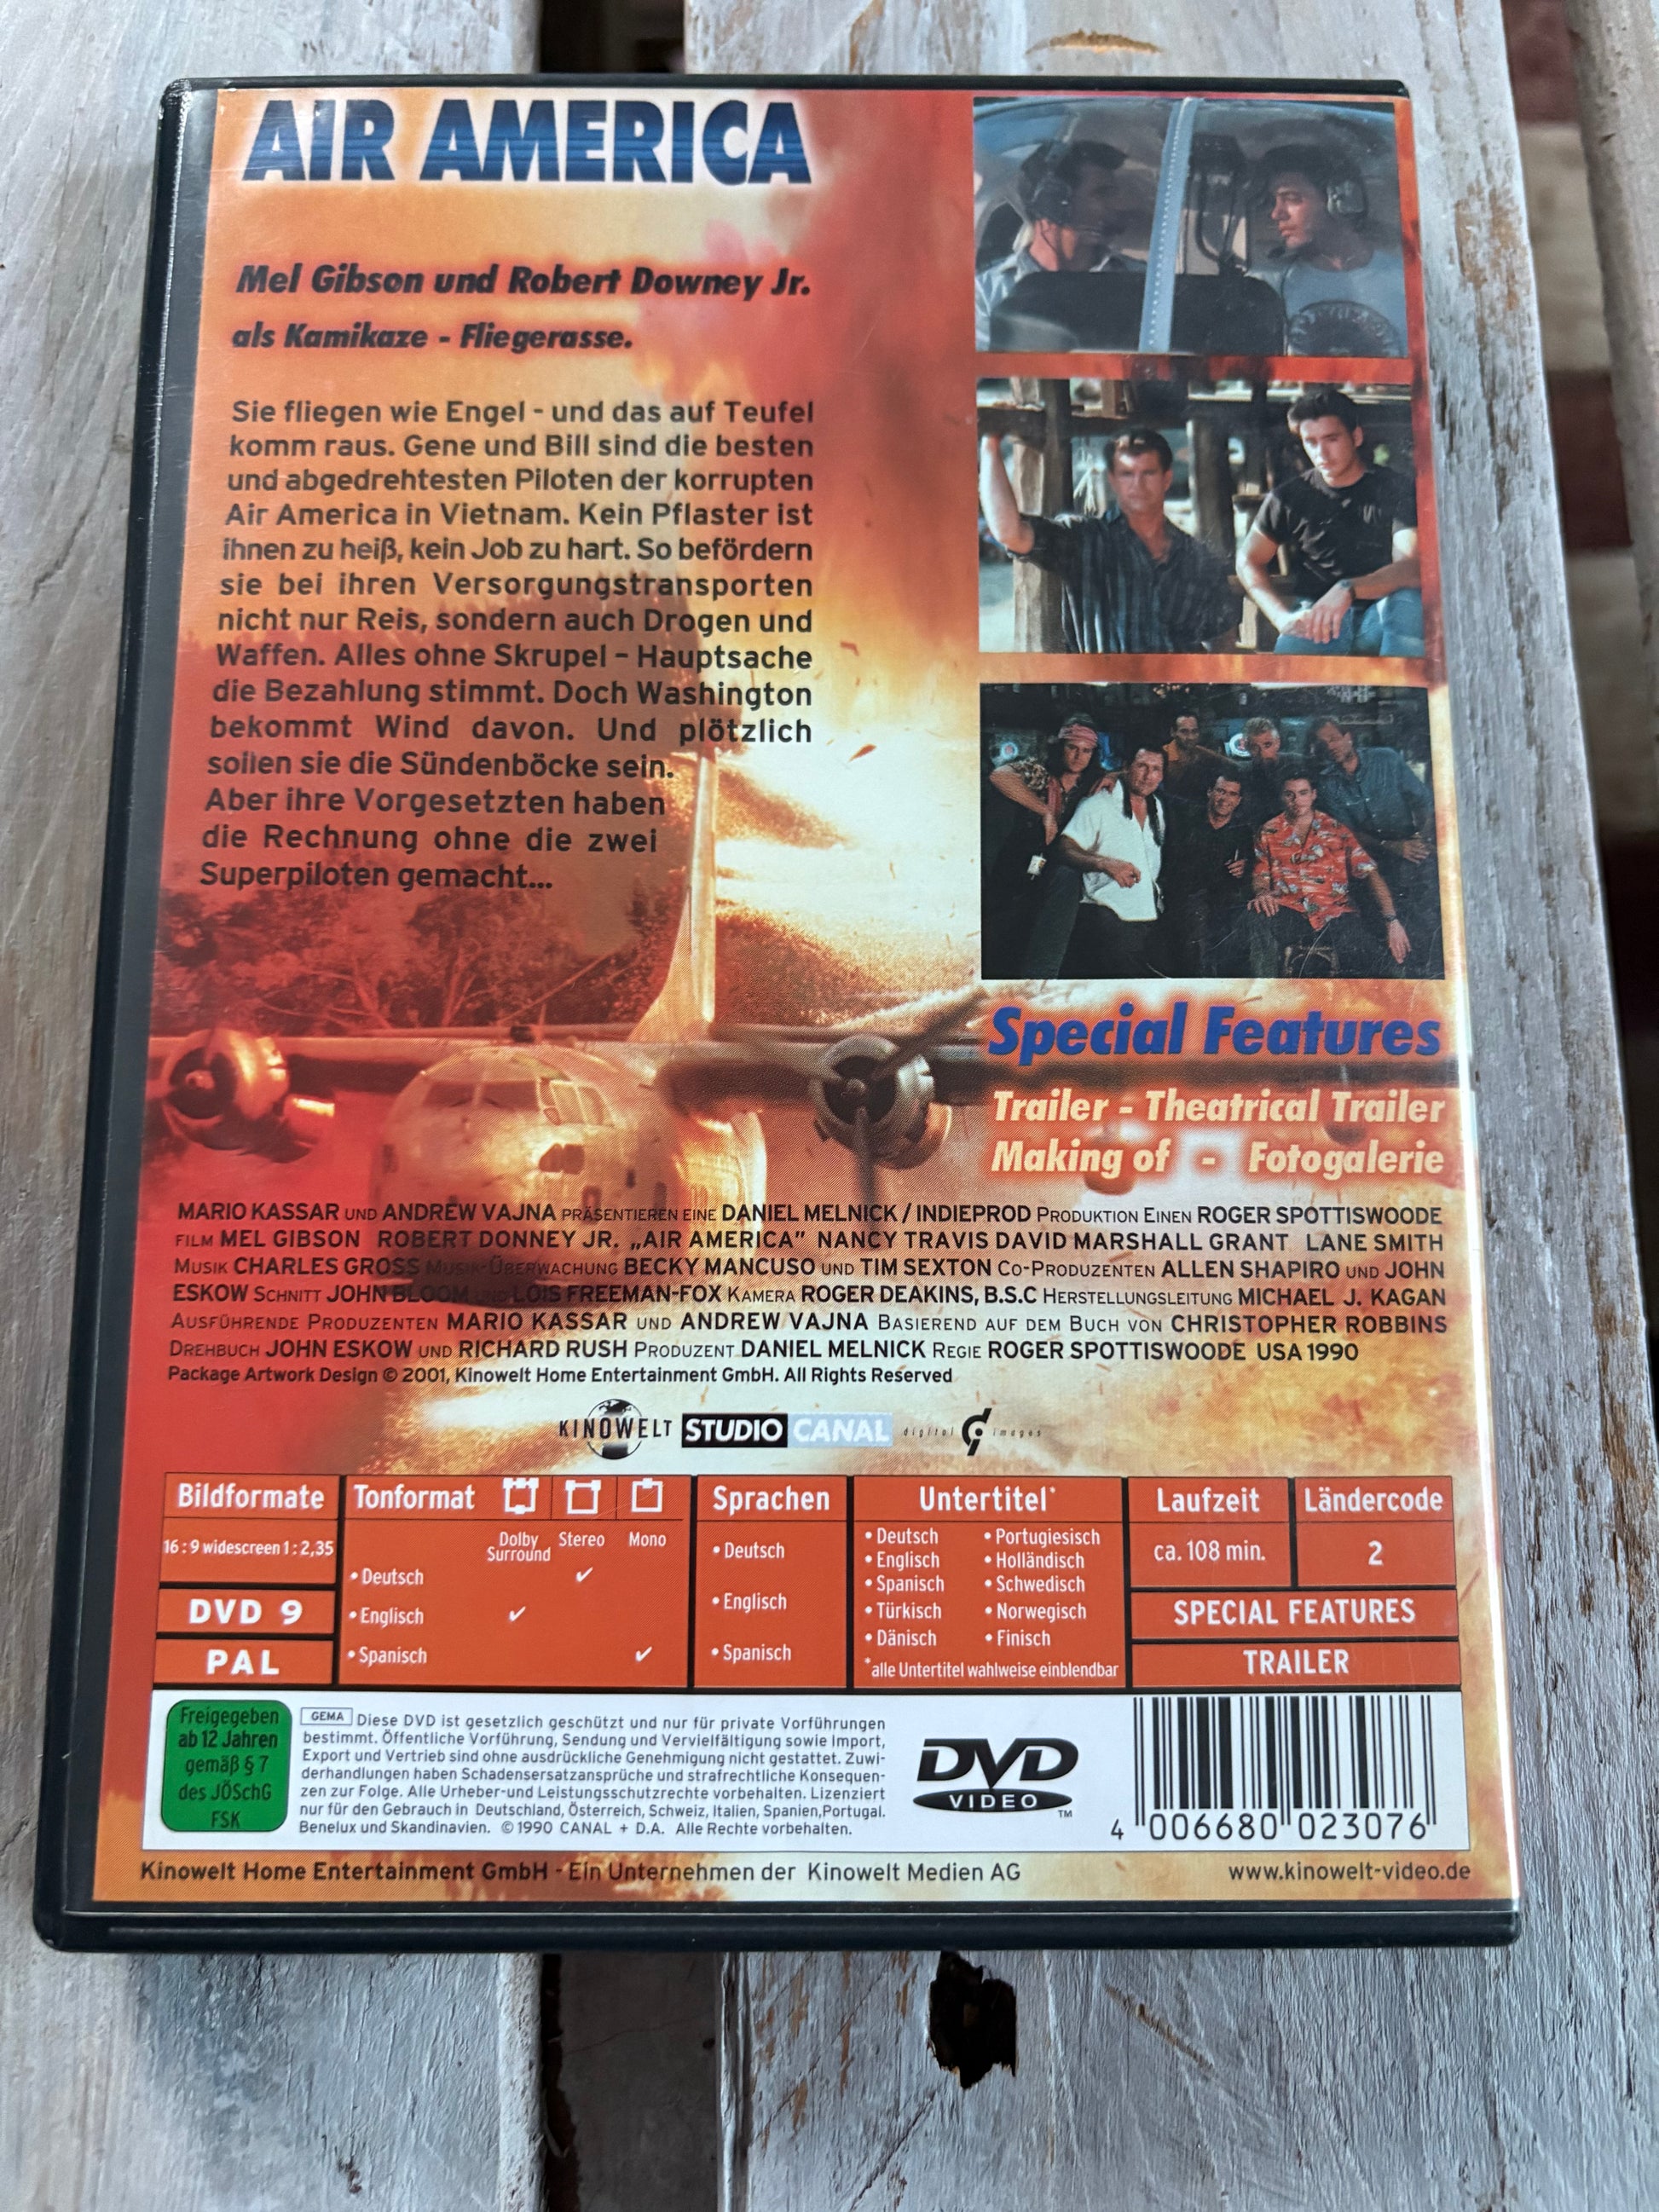 AIR AMERICA
Mel Gibson und Robert Downey Jr.
als Kamikaze - Fliegerasse.
Sie fliegen wie Engel - und das auf Teufel
komm raus. Gene und Bill sind die besten
und abgedrehtesten Piloten der korrupten
Air America in Vietnam. Kein Pflaster ist
ihnen zu heiß, kein Job zu hart. So befördern
sie bei ihren Versorgungstransporten
nicht nur Reis, sondern auch Drogen und
Waffen. Alles ohne Skrupel – Hauptsache
die Bezahlung stimmt. Doch Washington
bekommt Wind davon. Und plötzlich
sollen sie die Sündenböcke sein.
Aber ihre Vorgesetzten haben
die Rechnung ohne die zwei
Superpiloten gemacht...
Special Features
Trailer - Theatrical Trailer
Making of - Fotogalerie
MARIO KASSAR UND ANDREW VAJNA PRÄSENTIEREN EINE DANIEL MELNICK / INDIEPROD PRODUKTION EINEN ROGER SPOTTISWOODE
FILM MEL GIBSON ROBERT DONNEY JR. „AIR AMERICA" NANCY TRAVIS DAVID MARSHALL GRANT LANE SMITH
MUSIK CHARLES GROSS MUSIK-ÜBERWACHUNG BECKY MANCUSO UND TIM SEXTON CO-PRODUZENTEN ALLEN SHAPIRO UND JOHN
ESKOW SCHNITT JOHN BLOOM UND LOIS FREEMAN-FOX KAMERA ROGER DEAKINS, B.S.C HERSTELLUNGSLEITUNG MICHAEL J. KAGAN
AUSFÜHRENDE PRODUZENTEN MARIO KASSAR UND ANDREW VAJNA BASIEREND AUF DEM BUCH VON CHRISTOPHER ROBBINS
DREHBUCH JOHN ESKOW UND RICHARD RUSH PRODUZENT DANIEL MELNICK REGIE ROGER SPOTTISWOODE USA 1990
Package Artwork Design © 2001, Kinowelt Home Entertainment GmbH. All Rights Reserved
KINOWELT STUDIO CANAL digital images
Bildformate
16 : 9 widescreen 1 : 2,35
DVD 9
PAL
Tonformat
Dolby Surround Stereo Mono
• Deutsch ✓
• Englisch ✓
• Spanisch ✓
Sprachen
• Deutsch
• Englisch
• Spanisch
Untertitel*
• Deutsch • Portugiesisch
• Englisch • Holländisch
• Spanisch • Schwedisch
• Türkisch • Norwegisch
• Dänisch • Finisch
*alle Untertitel wahlweise einblendbar
Laufzeit
ca. 108 min.
Ländercode
2
SPECIAL FEATURES
TRAILER
Freigegeben
ab 12 Jahren
gemäß § 7
des JÖSchG
FSK
GEMA Diese DVD ist gesetzlich geschützt und nur für private Vorführungen
bestimmt. Öffentliche Vorführung, Sendung und Vervielfältigung sowie Import,
Export und Vertrieb sind ohne ausdrückliche Genehmigung nicht gestattet. Zuwi-
derhandlungen haben Schadensersatzansprüche und strafrechtliche Konsequen-
zen zur Folge. Alle Urheber-und Leistungsschutzrechte vorbehalten. Lizenziert
nur für den Gebrauch in Deutschland, Österreich, Schweiz, Italien, Spanien,Portugal.
Benelux und Skandinavien. © 1990 CANAL + D.A. Alle Rechte vorbehalten.
DVD
VIDEO
TM
4 006680 023076
Kinowelt Home Entertainment GmbH - Ein Unternehmen der Kinowelt Medien AG
www.kinowelt-video.de